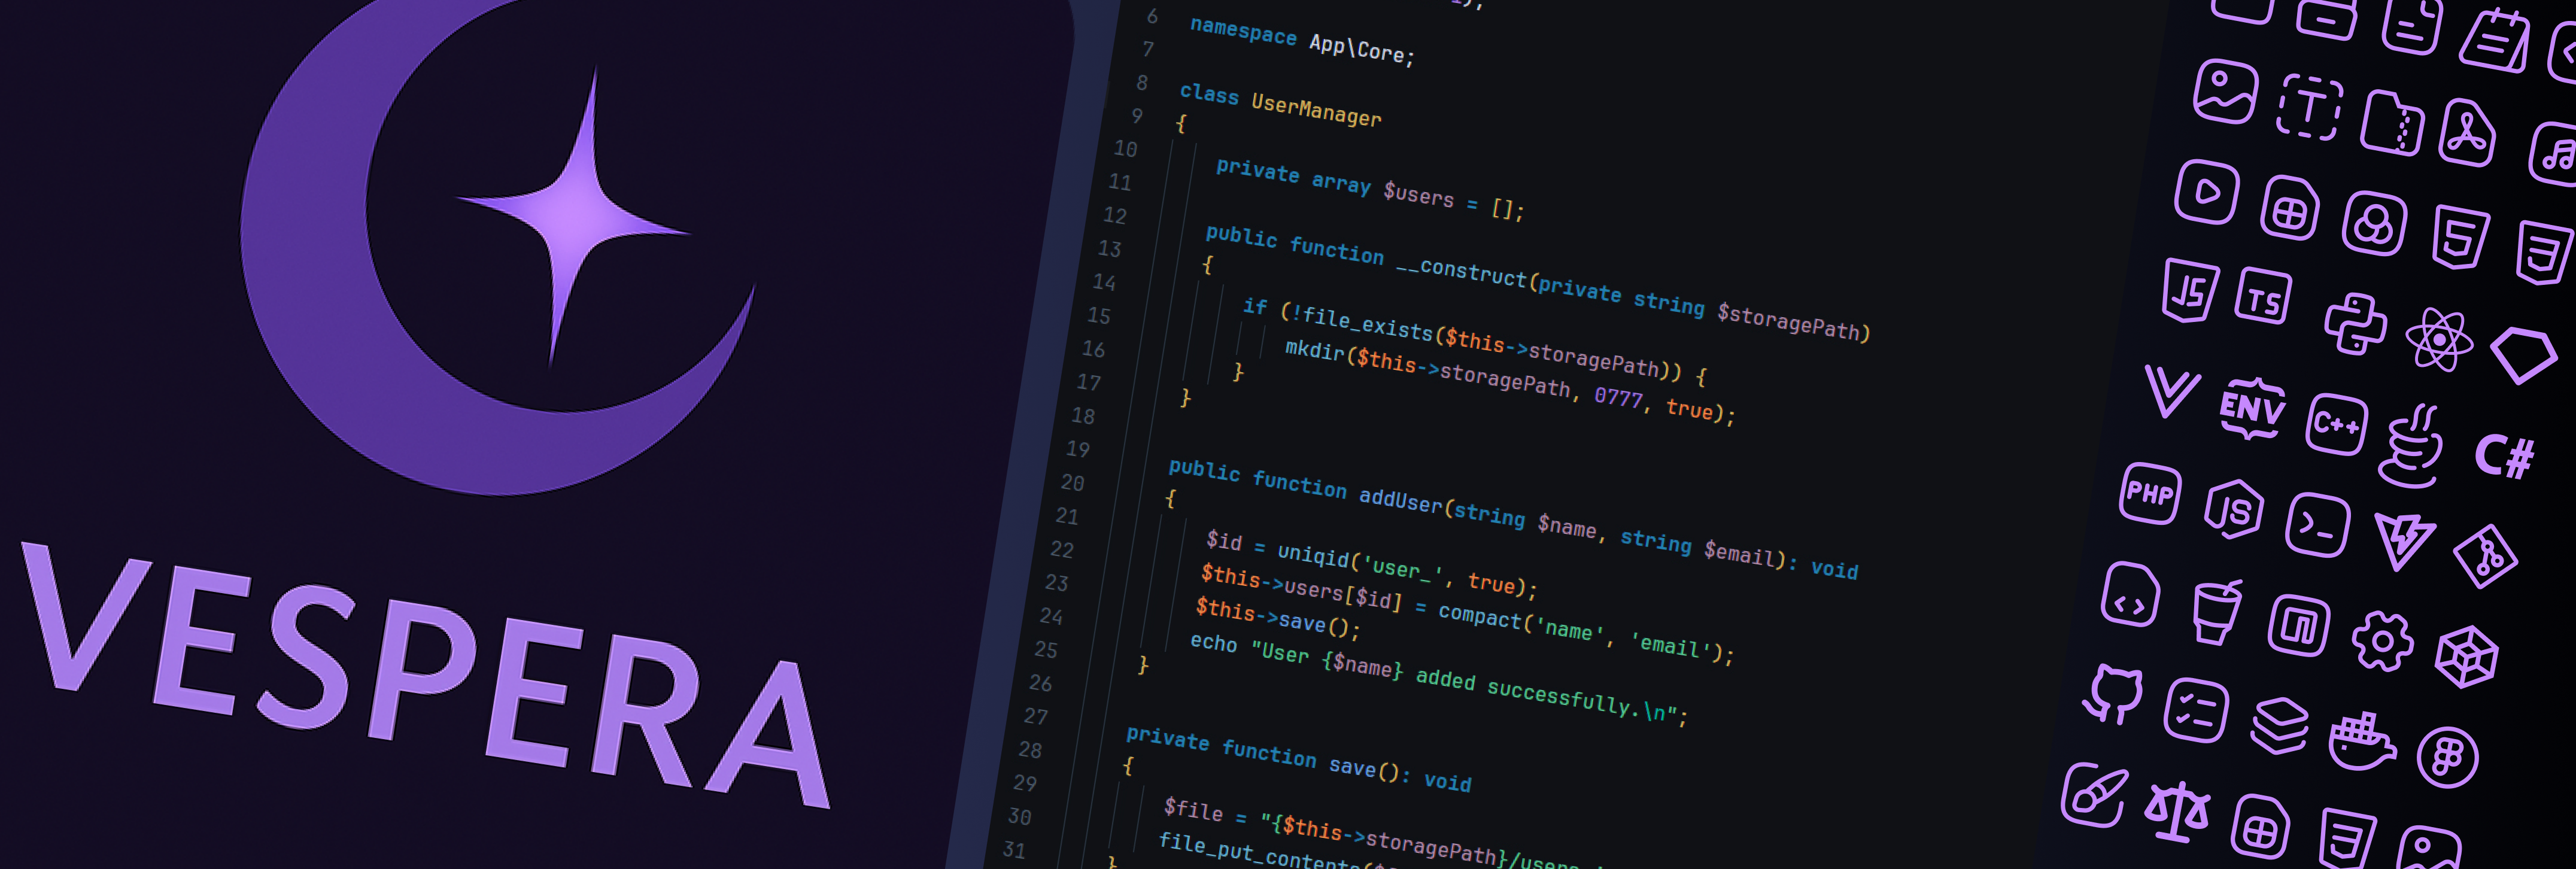 VESPERA
6 namespace App\Core;
7
8 class UserManager
9 {
10 private array $users = [];
11
12 public function __construct(private string $storagePath)
13 {
14 if (!file_exists($this->storagePath)) {
15 mkdir($this->storagePath, 0777, true);
16 }
17 }
18
19
20 public function addUser(string $name, string $email): void
21 {
22 $id = uniqid('user_', true);
23 $this->users[$id] = compact('name', 'email');
24 $this->save();
25 echo "User {$name} added successfully.\n";
26 }
27
28 private function save(): void
29 {
30 $file = "{$this->storagePath}/users
31 file_put_contents(
}
T
5
JS TS
ENV C++ C#
PHP JS